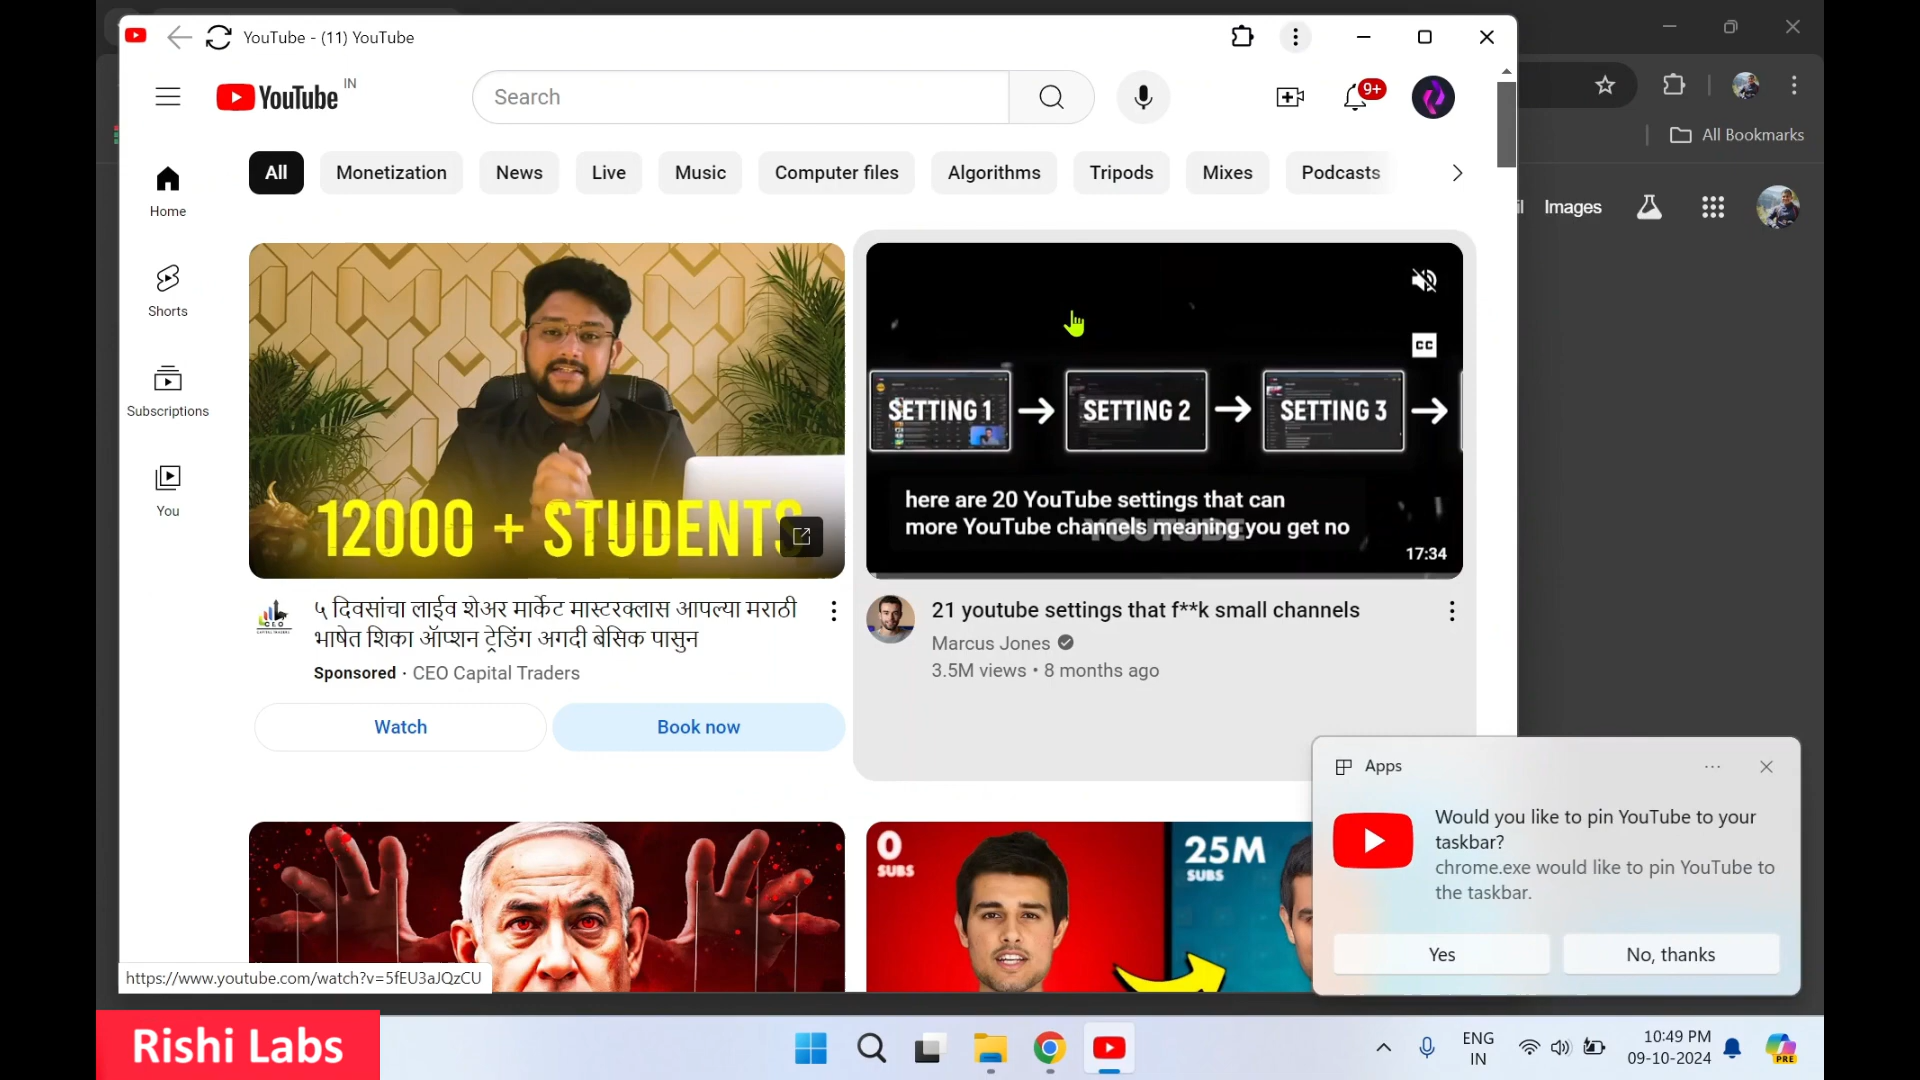 YouTube - (11) YouTube
YouTube IN
Search
9+
All Bookmarks
All
Monetization
News
Live
Music
Computer files
Algorithms
Tripods
Mixes
Podcasts
Images
Home
Shorts
Subscriptions
You
12000 + STUDENTS
SETTING 1
SETTING 2
SETTING 3
CC
here are 20 YouTube settings that can
more YouTube channels meaning you get no
YOUTUBE
17:34
५ दिवसांचा लाईव शेअर मार्केट मास्टरक्लास आपल्या मराठी
भाषेत शिका ऑप्शन ट्रेडिंग अगदी बेसिक पासुन
Sponsored · CEO Capital Traders
Watch
Book now
21 youtube settings that f**k small channels
Marcus Jones
3.5M views • 8 months ago
0
SUBS
25M
SUBS
Apps
Would you like to pin YouTube to your
taskbar?
chrome.exe would like to pin YouTube to
the taskbar.
Yes
No, thanks
https://www.youtube.com/watch?v=5fEU3aJQzCU
Rishi Labs
ENG
IN
10:49 PM
09-10-2024
PRE